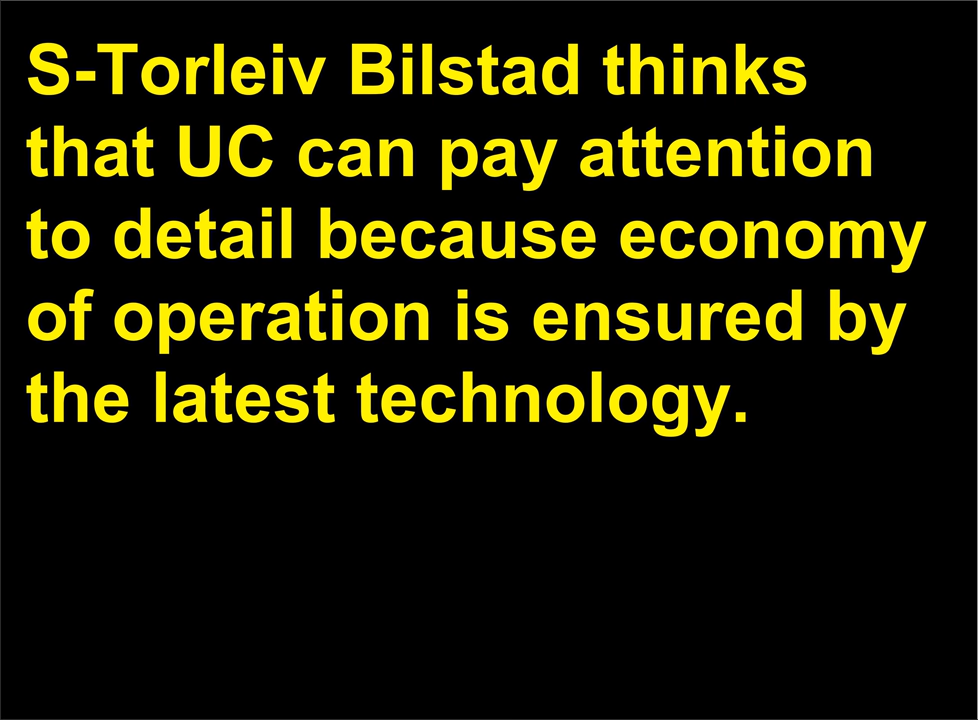 S-Torleiv Bilstad thinks
that UC can pay attention
to detail because economy
of operation is ensured by
the latest technology.